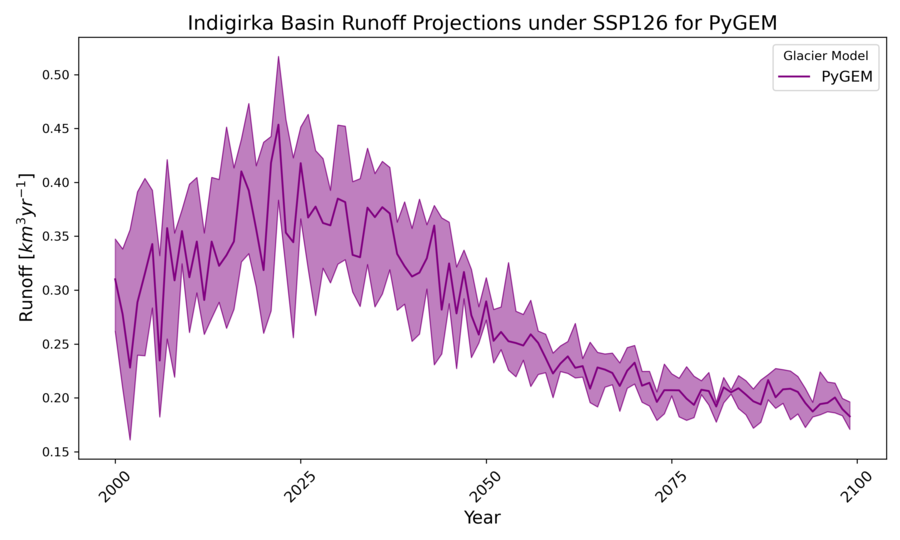 Indigirka Basin Runoff Projections under SSP126 for PyGEM
Glacier Model
PyGEM
Runoff [km³yr⁻¹]
0.50
0.45
0.40
0.35
0.30
0.25
0.20
0.15
2000
2025
2050
2075
2100
Year